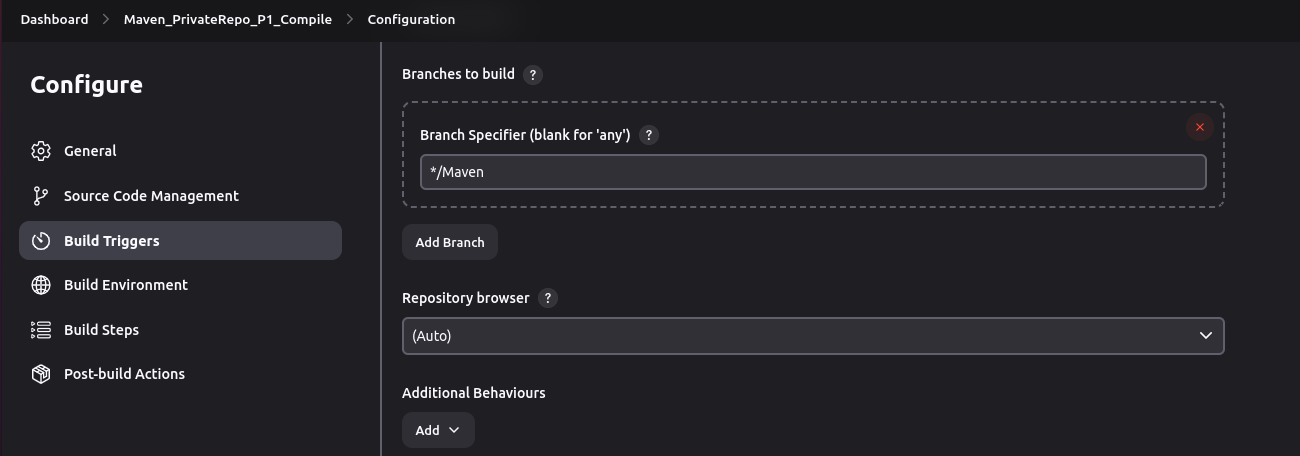 Dashboard > Maven_PrivateRepo_P1_Compile > Configuration
Configure
General
Source Code Management
Build Triggers
Build Environment
Build Steps
Post-build Actions
Branches to build ?
Branch Specifier (blank for 'any') ?
*/Maven
Add Branch
Repository browser ?
(Auto)
Additional Behaviours
Add